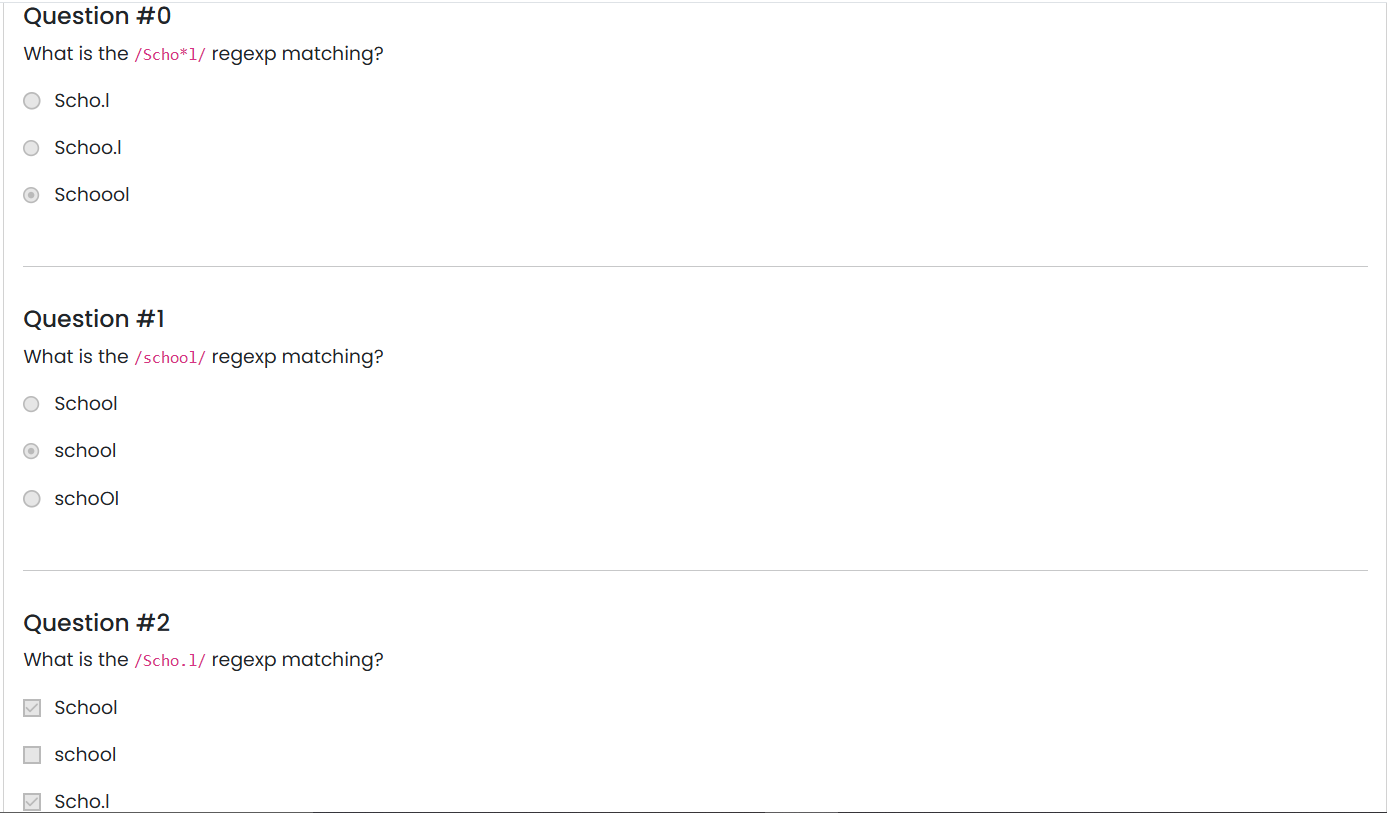 Question #0
What is the /Scho*l/ regexp matching?
Scho.l
Schoo.l
Schoool
Question #1
What is the /school/ regexp matching?
School
school
schoOl
Question #2
What is the /Scho.l/ regexp matching?
School
school
Scho.l